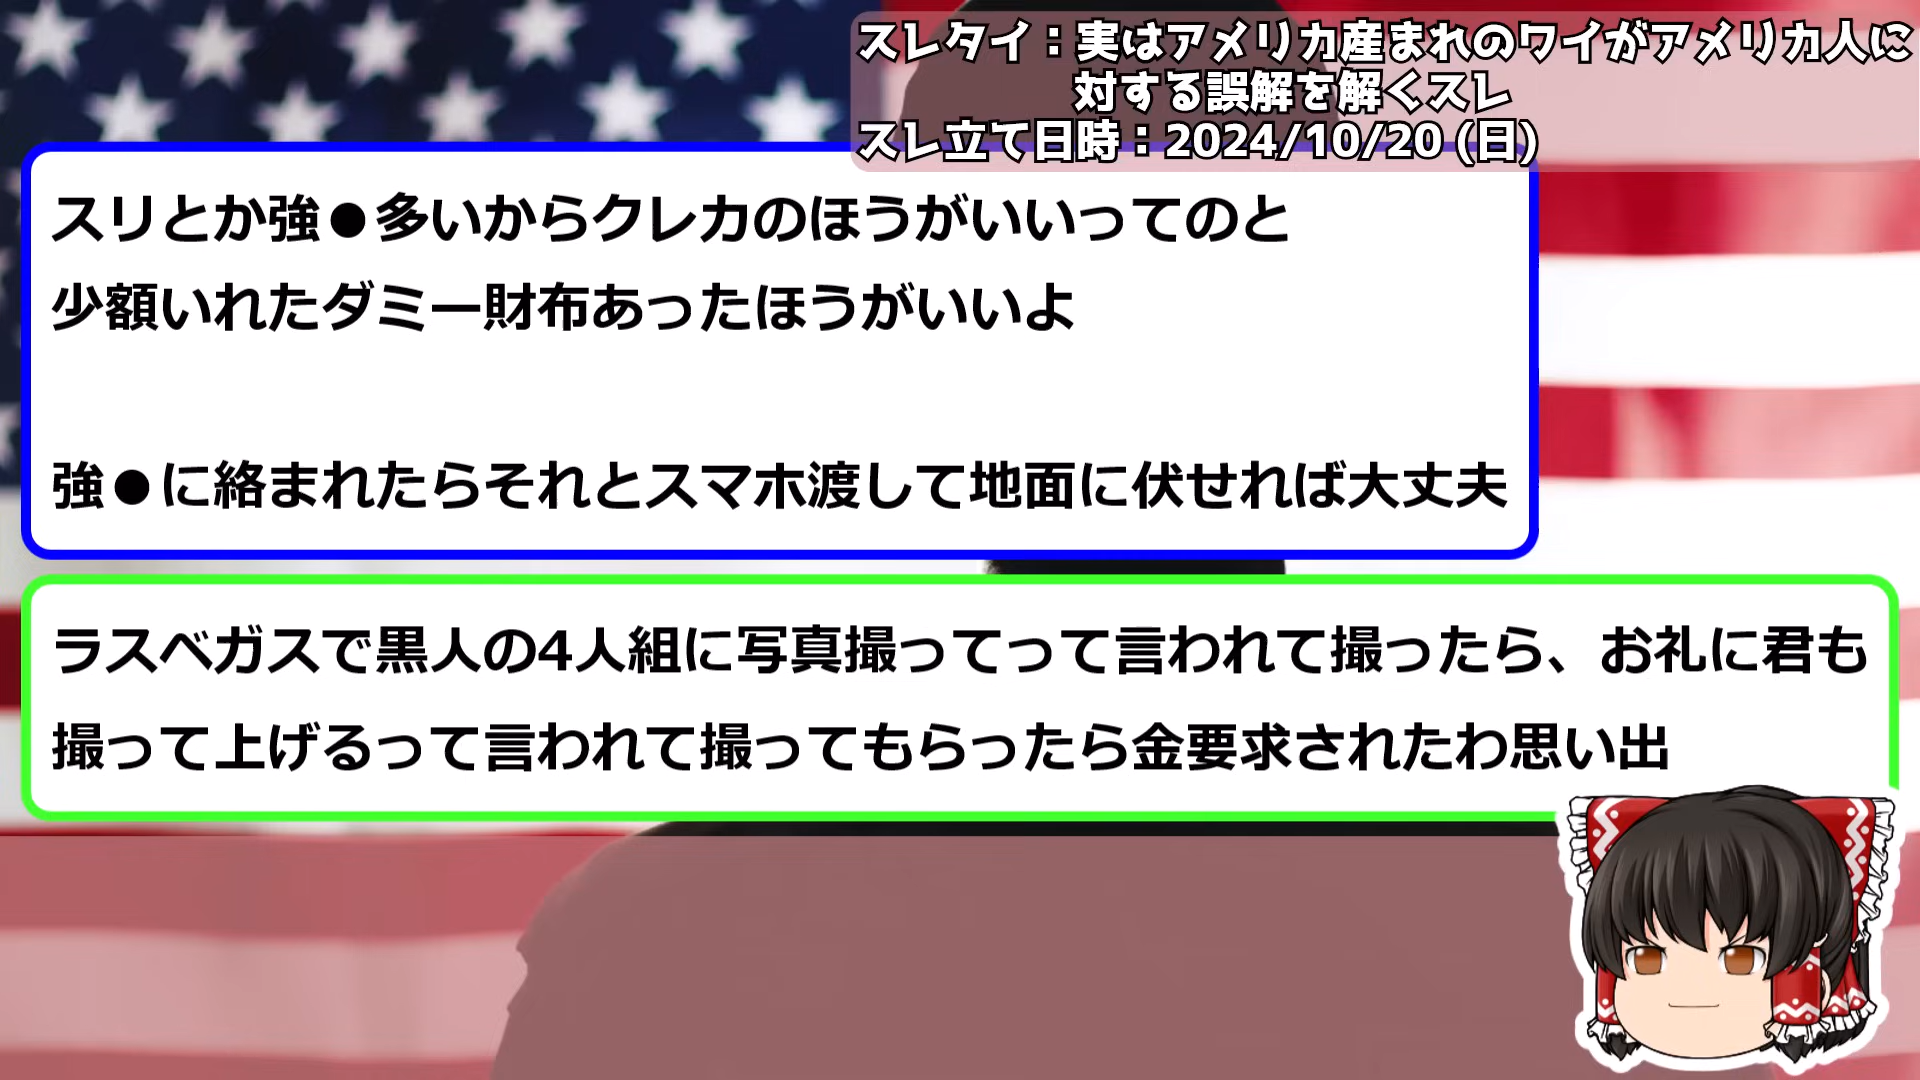 スレタイ：実はアメリカ産まれのワイがアメリカ人に
対する誤解を解くスレ
スレ立て日時：2024/10/20 (日)
スリとか強●多いからクレカのほうがいいってのと
少額いれたダミー財布あったほうがいいよ
強●に絡まれたらそれとスマホ渡して地面に伏せれば大丈夫
ラスベガスで黒人の4人組に写真撮ってって言われて撮ったら、お礼に君も
撮って上げるって言われて撮ってもらったら金要求されたわ思い出